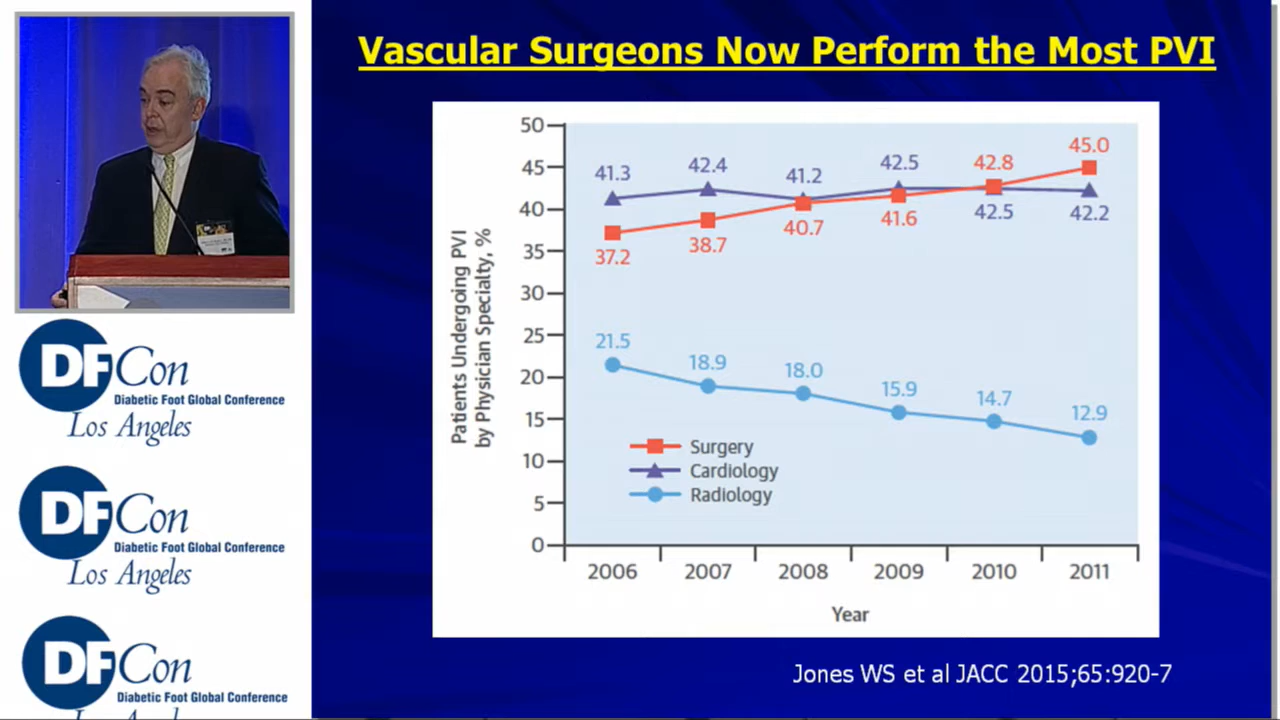 Vascular Surgeons Now Perform the Most PVI
DFCon
Diabetic Foot Global Conference
Los Angeles
DFCon
Diabetic Foot Global Conference
Los Angeles
DFCon
Diabetic Foot Global Conference
Patients Undergoing PVI
by Physician Specialty, %
50
45
40
35
30
25
20
15
10
5
0
41.3
42.4
41.2
42.5
42.8
45.0
37.2
38.7
40.7
41.6
42.5
42.2
21.5
18.9
18.0
15.9
14.7
12.9
Surgery
Cardiology
Radiology
2006 2007 2008 2009 2010 2011
Year
Jones WS et al JACC 2015;65:920-7